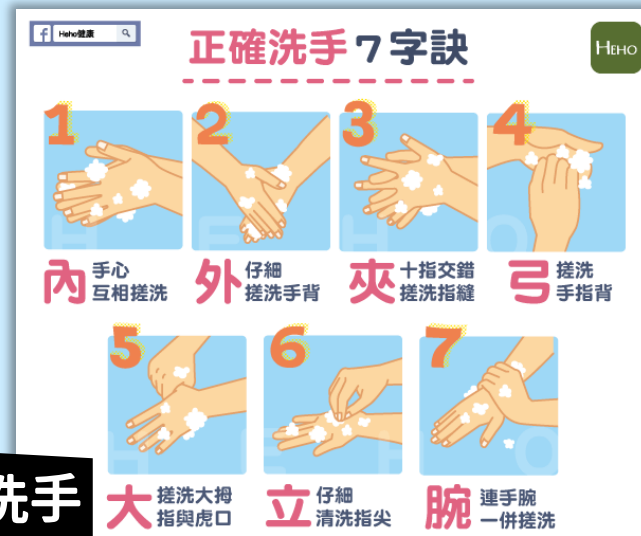 Heho健康
正確洗手7字訣
HEHO
1
2
3
4
內 手心
互相搓洗
外 仔細
搓洗手背
夾 十指交錯
搓洗指縫
弓 搓洗
手指背
5
6
7
大 搓洗大拇
指與虎口
立 仔細
清洗指尖
腕 連手腕
一併搓洗
洗手